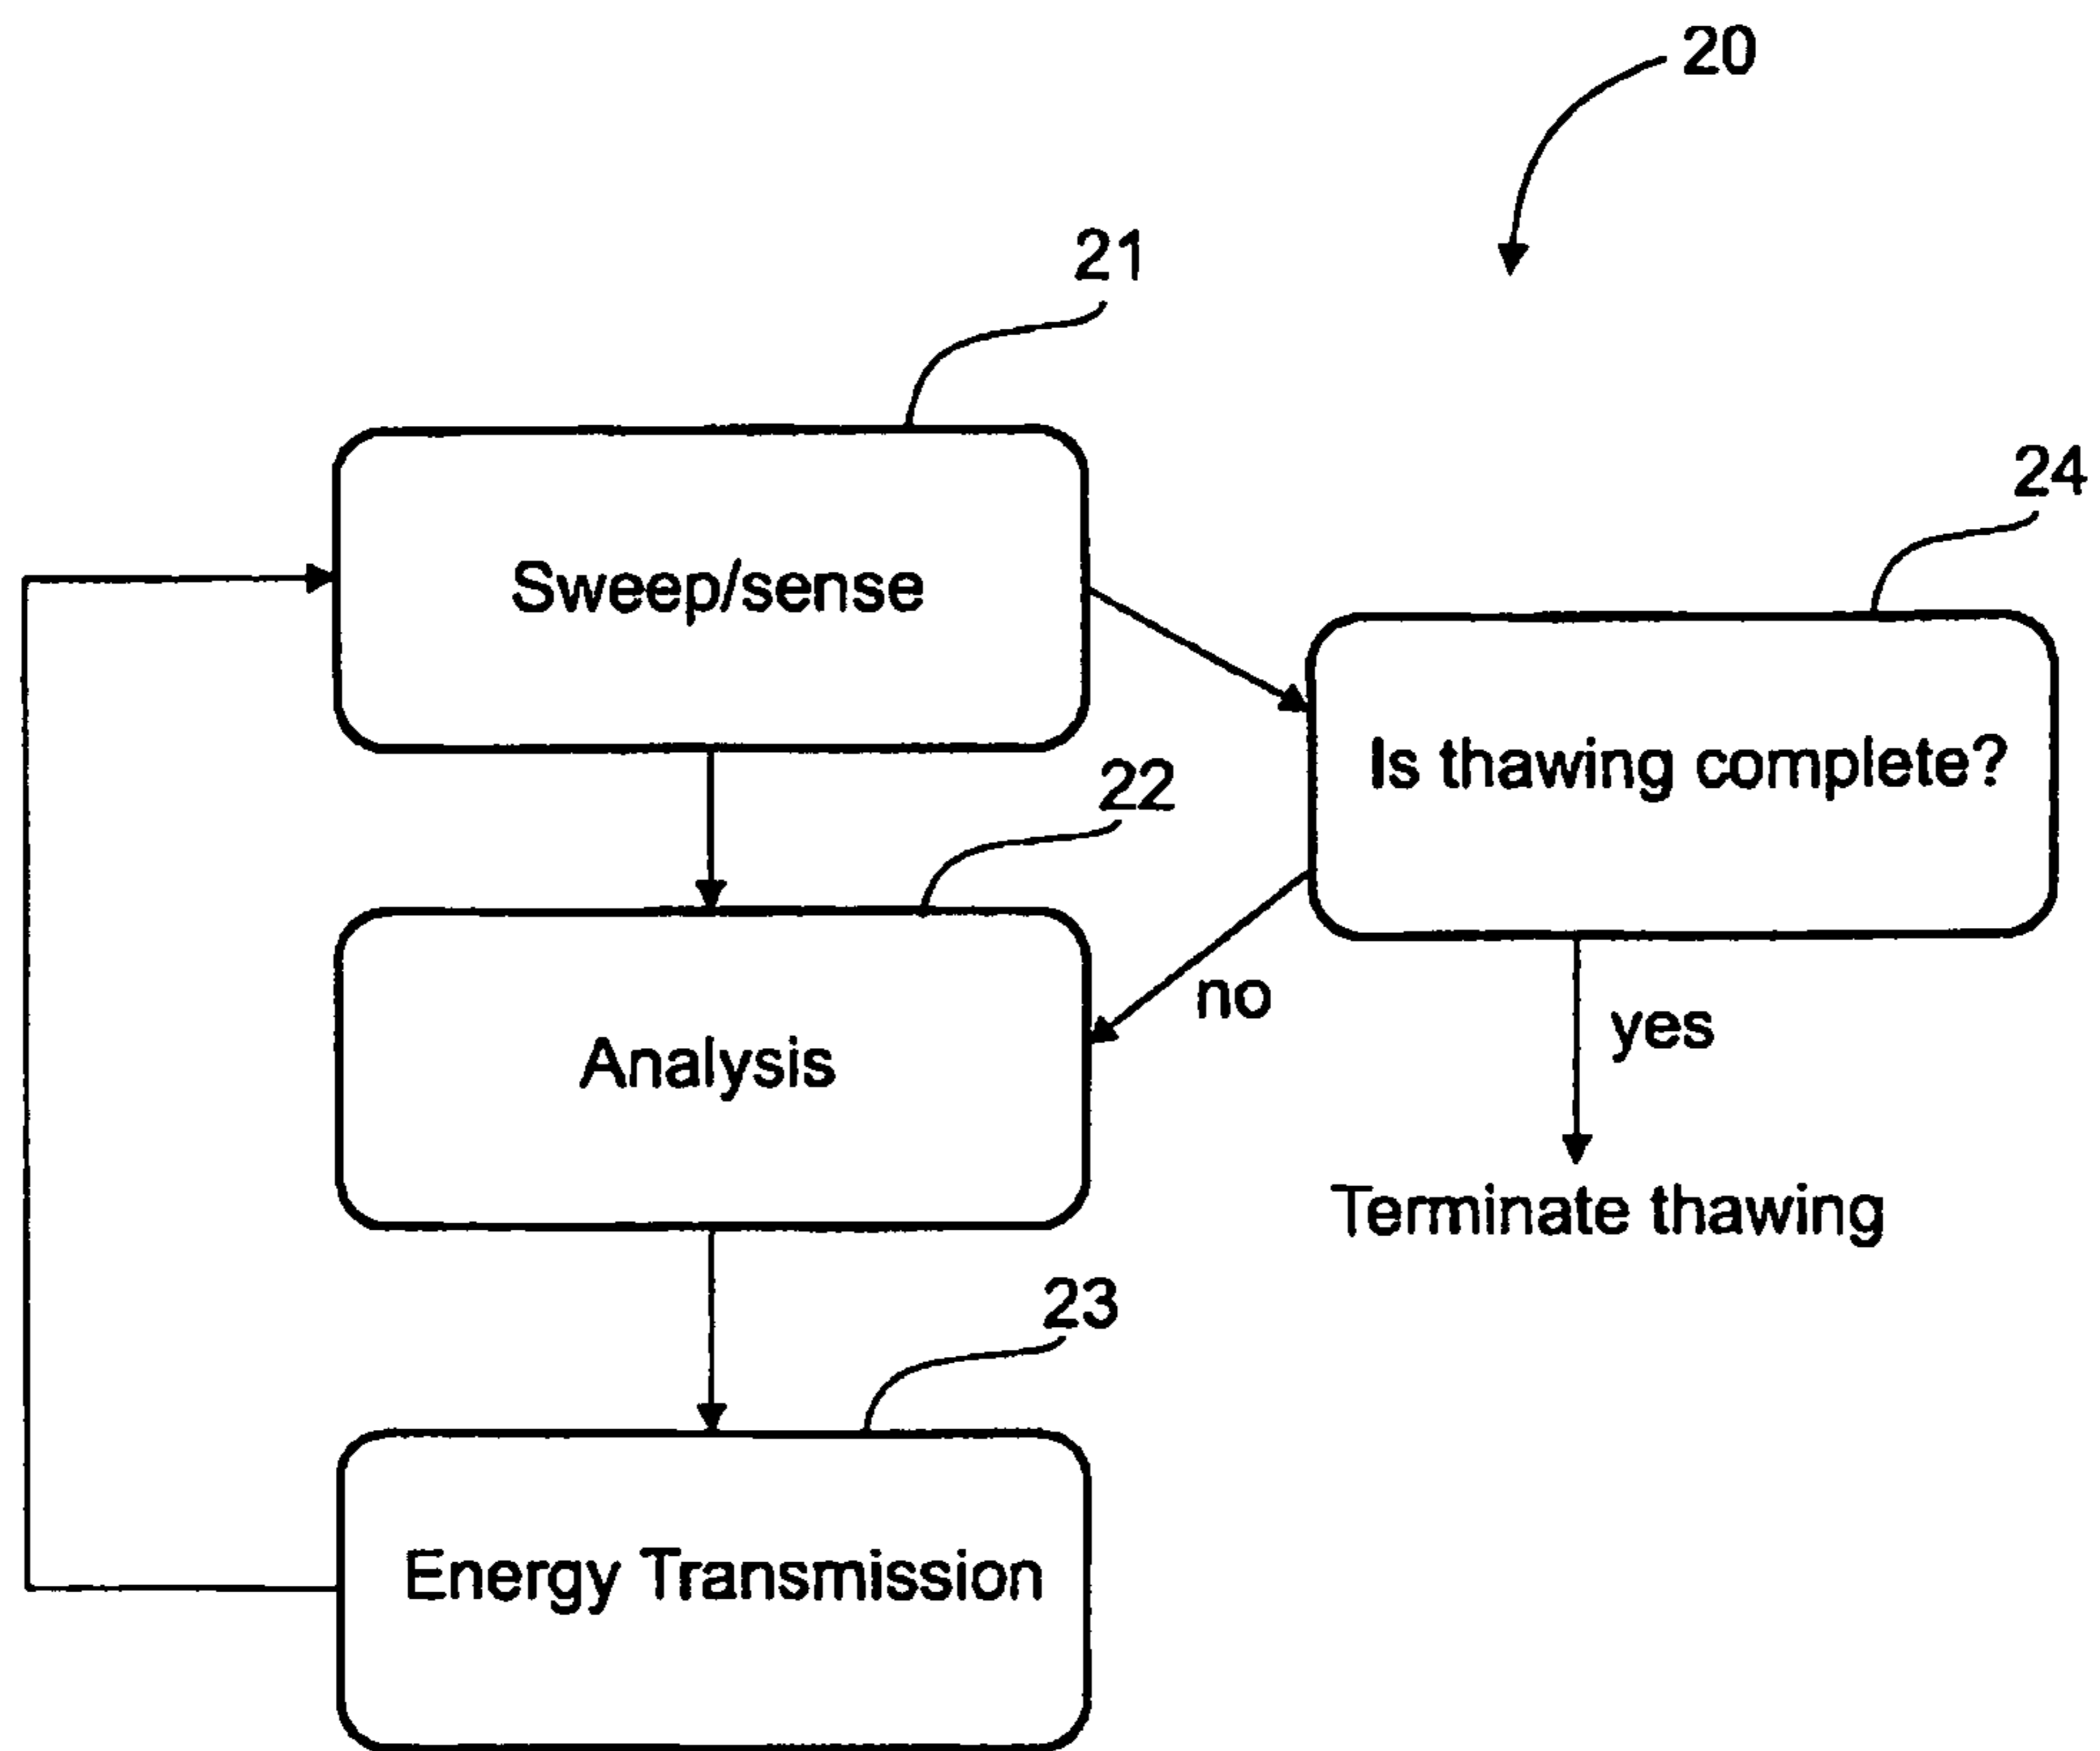 20
21
Sweep/sense
24
Is thawing complete?
22
no
yes
Analysis
Terminate thawing
23
Energy Transmission